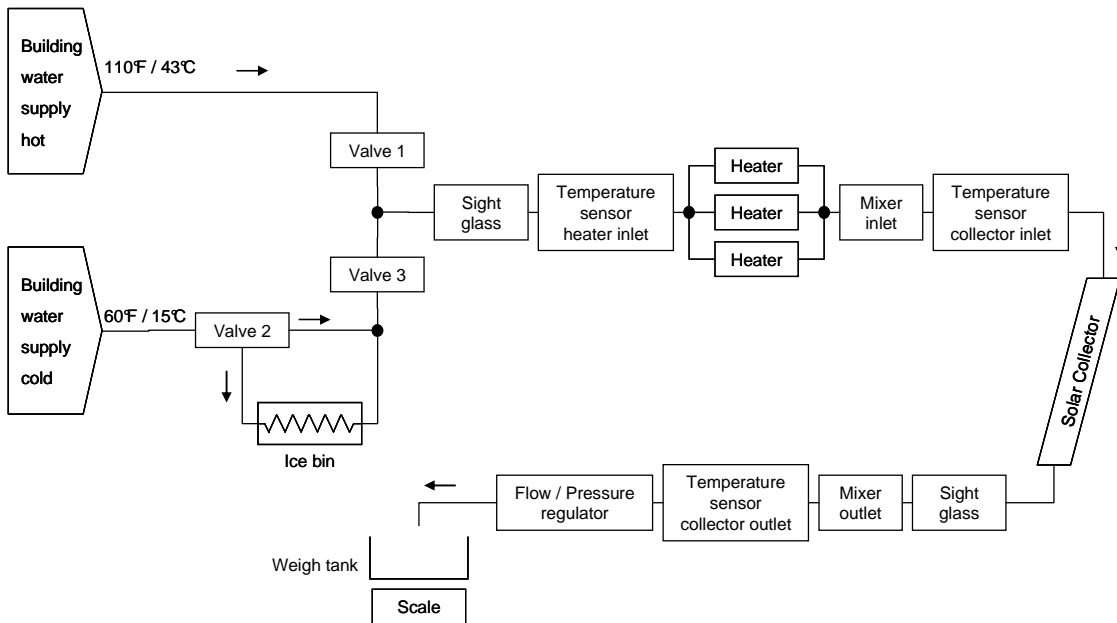 Building
water
supply
hot
110°F / 43°C
Valve 1
Sight
glass
Temperature
sensor
heater inlet
Heater
Heater
Heater
Mixer
inlet
Temperature
sensor
collector inlet
Building
water
supply
cold
60°F / 15°C
Valve 2
Valve 3
Ice bin
Solar Collector
Sight
glass
Mixer
outlet
Temperature
sensor
collector outlet
Flow / Pressure
regulator
Weigh tank
Scale